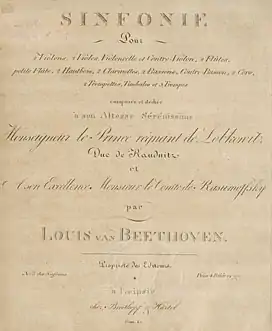 SINFONIE
Pour
2 Violons, 2 Violes, Violoncelle et Contre-Violon, 2 Flûtes,
petite Flûte, 2 Hautbois, 2 Clarinettes, 2 Bassons, Contre-Basson, 2 Cors,
2 Trompettes, Timbales et 3 Trompes
composée et dediée
à son Altesse Sérénissime
Monseigneur le Prince régnant de Lobkowitz
Duc de Raudnitz
et
à son Excellence Monsieur le Comte de Rasumoffsky
par
LOUIS VAN BEETHOVEN.
Propriété des Editeurs.
à Leipsic
chez Breitkopf & Härtel